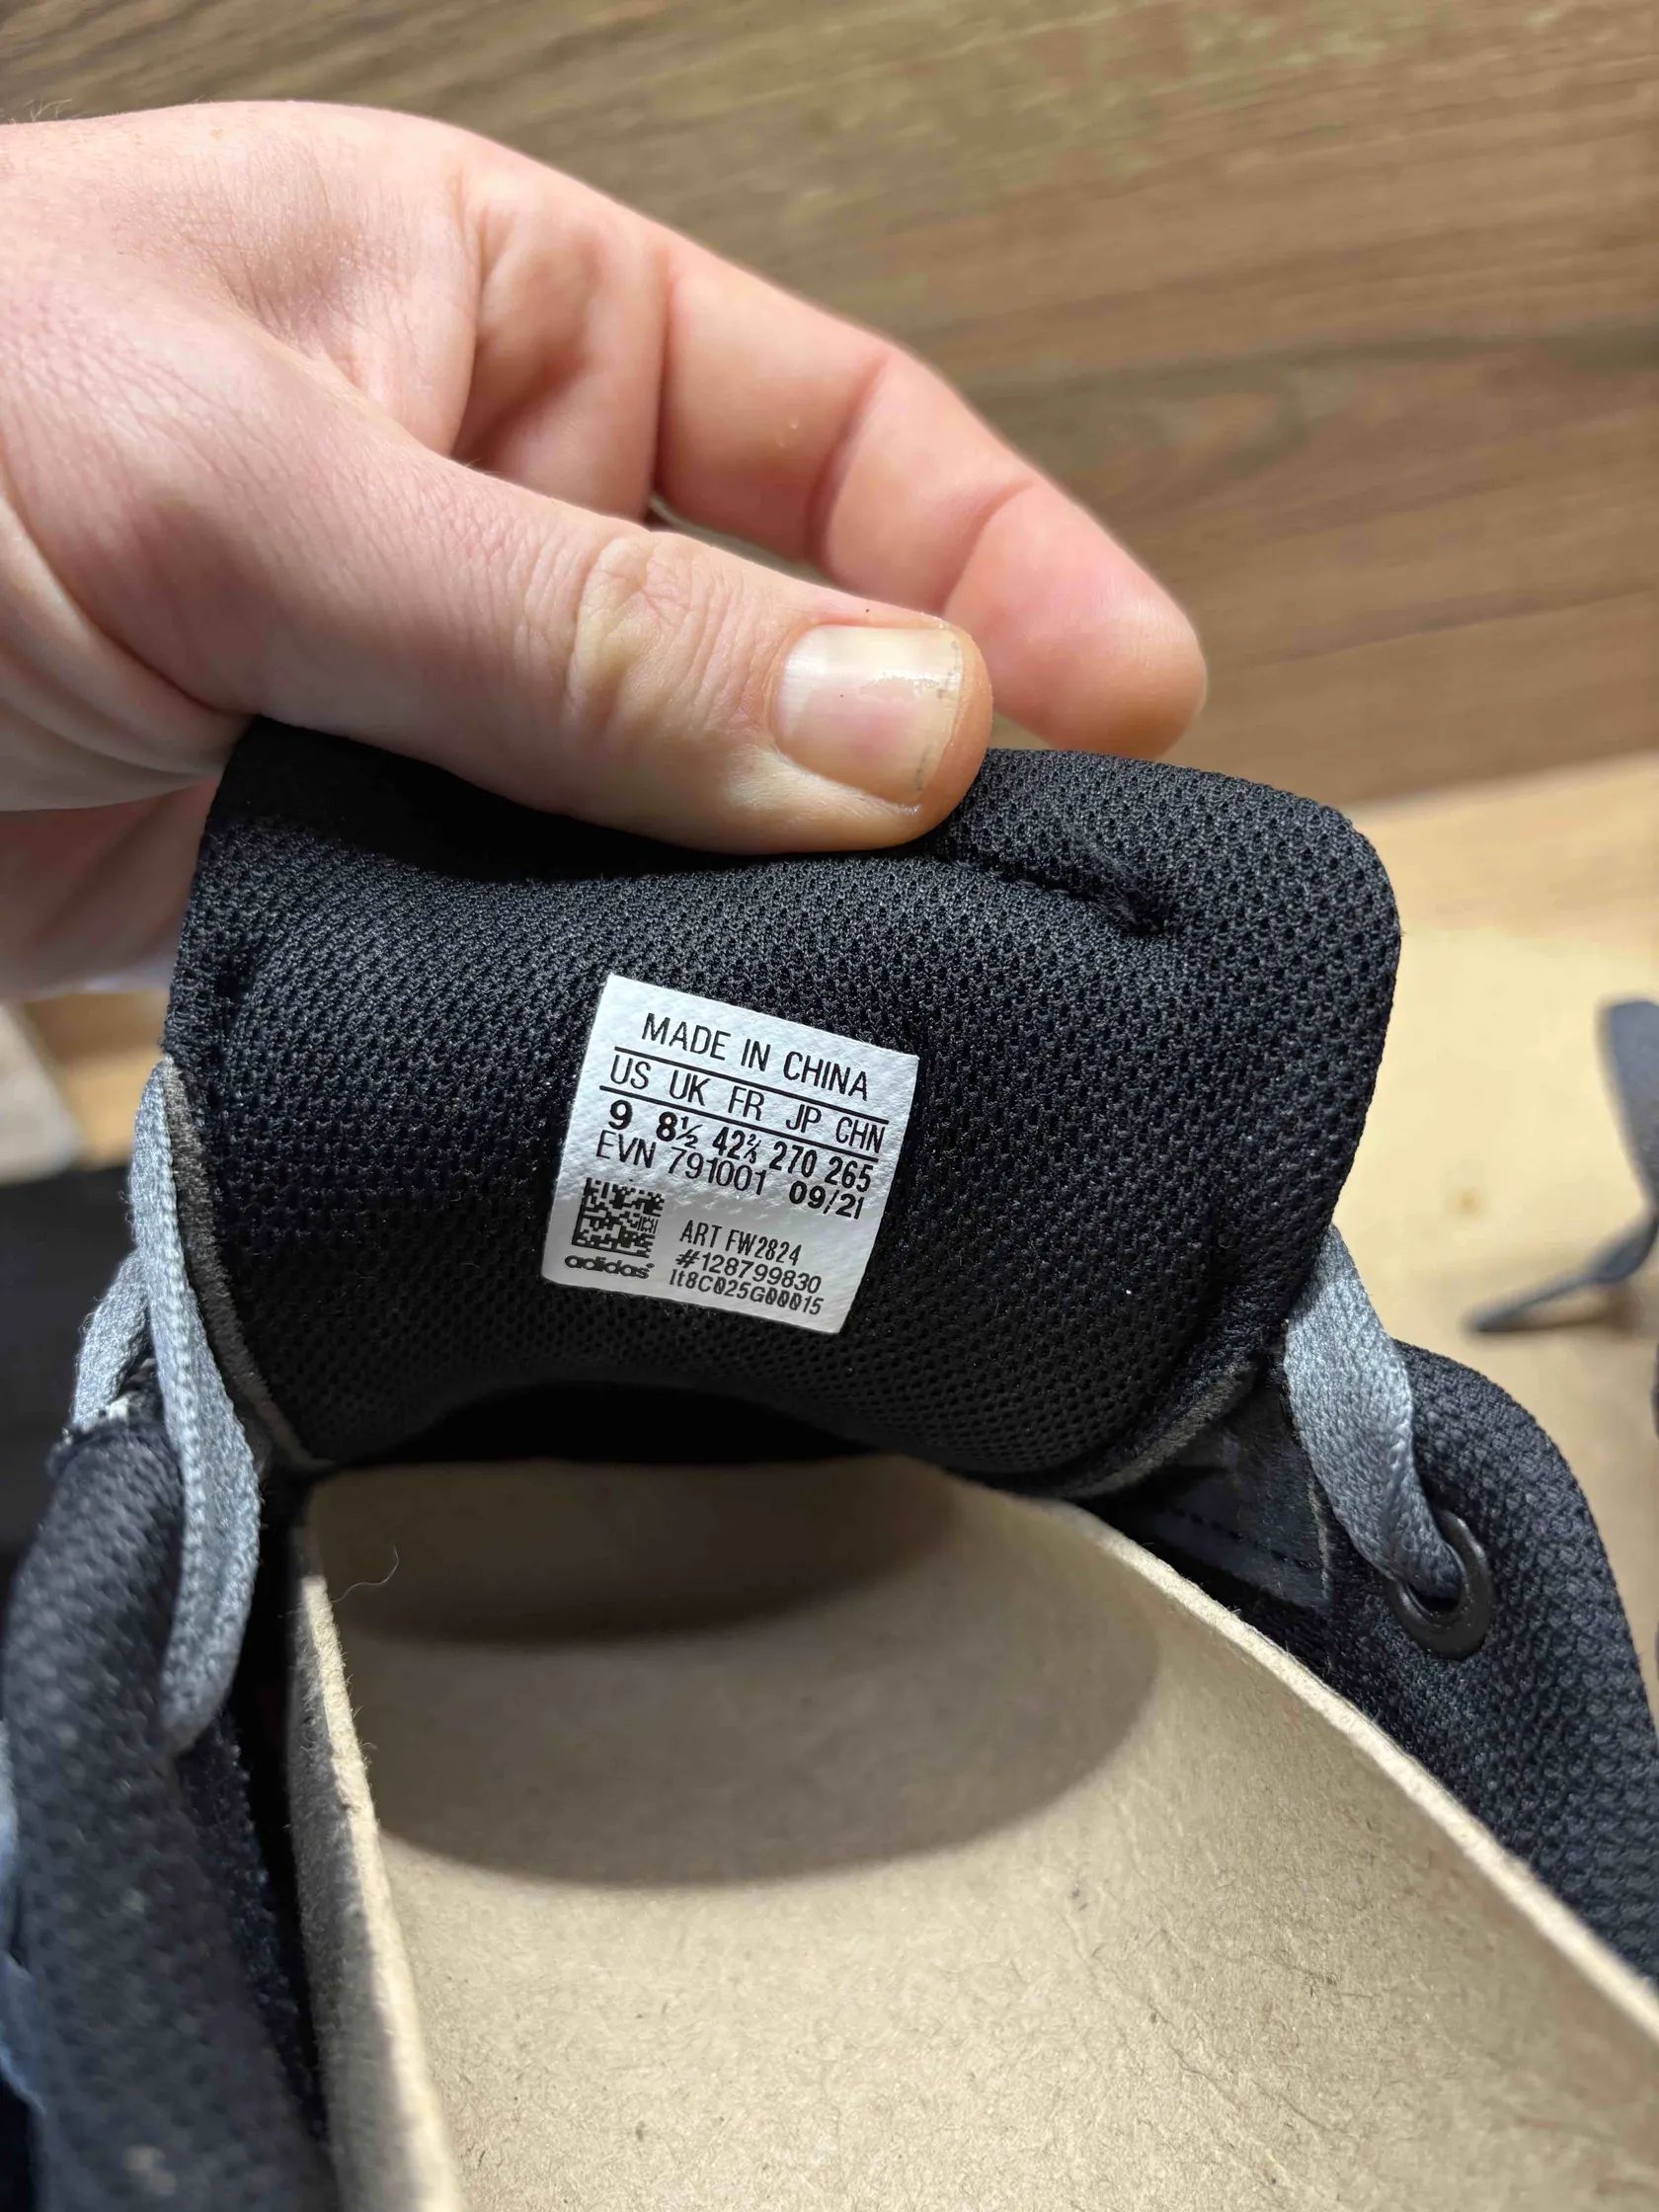 MADE IN CHINA
US UK FR JP CHN
9 8½ 42⅔ 270 265
EVN 791001 09/21
ART FW2824
#128799830
adidas® 1t8C025G00015